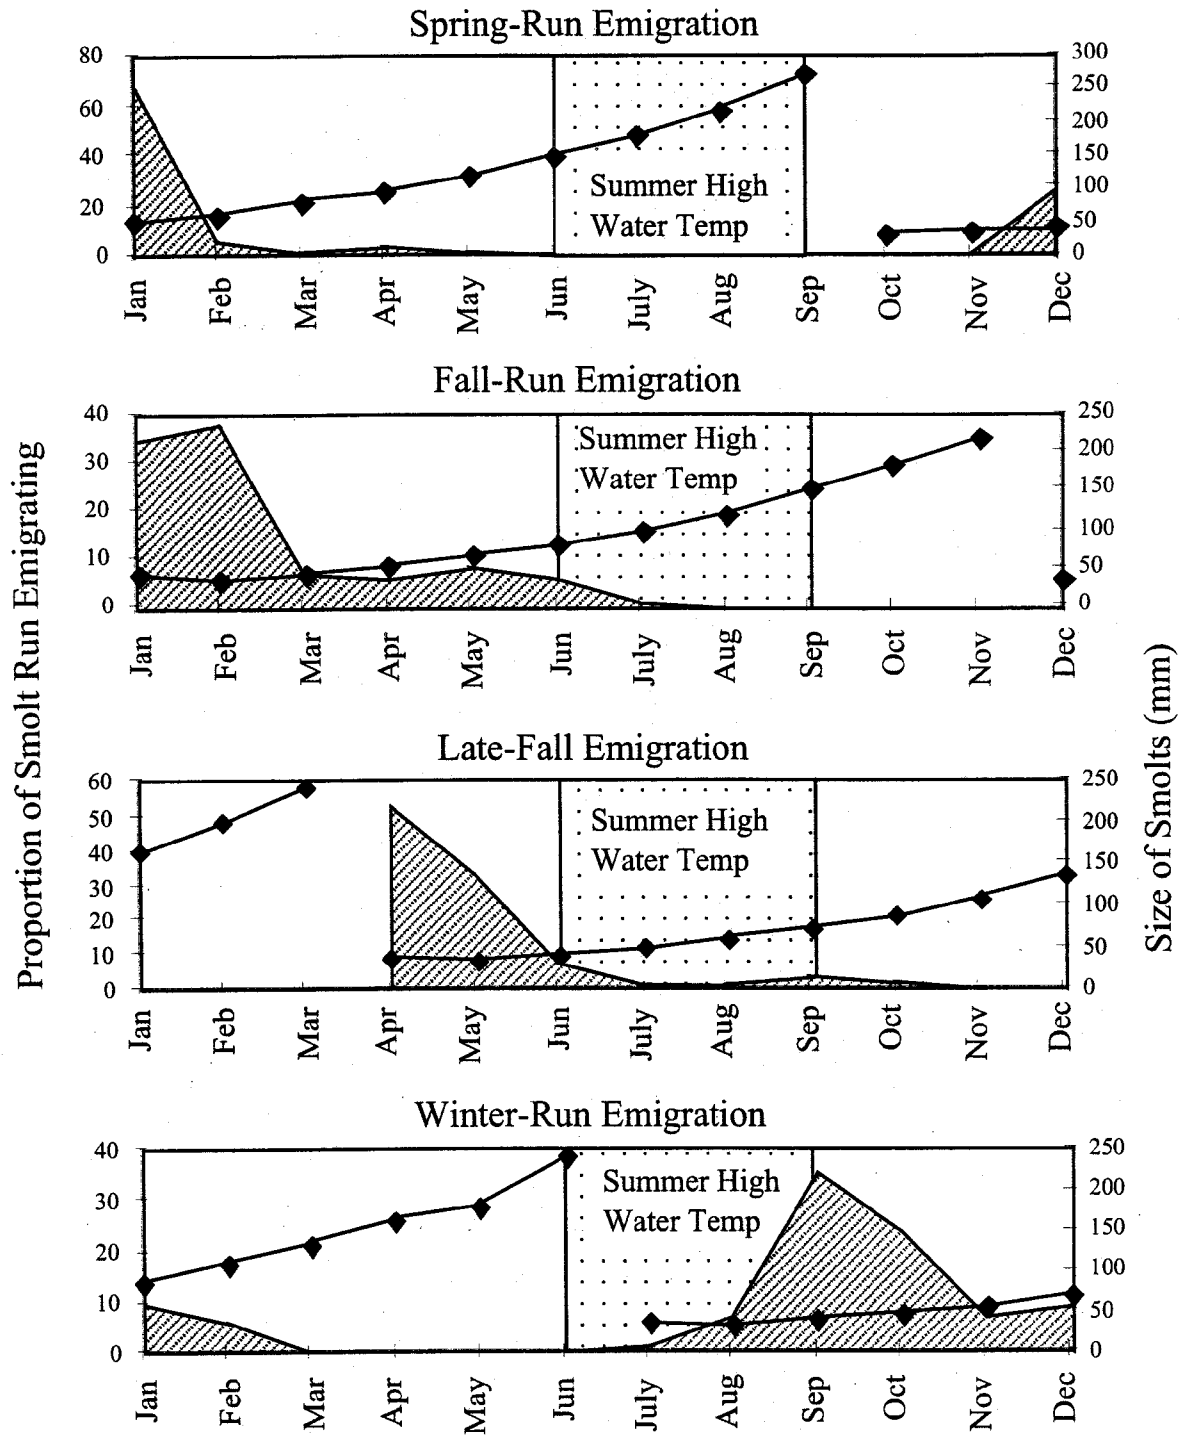 Spring-Run Emigration
80
60
40
20
0
300
250
200
150
100
50
0
Summer High
Water Temp
Jan
Feb
Mar
Apr
May
Jun
July
Aug
Sep
Oct
Nov
Dec
Fall-Run Emigration
40
30
20
10
0
250
200
150
100
50
0
Summer High
Water Temp
Jan
Feb
Mar
Apr
May
Jun
July
Aug
Sep
Oct
Nov
Dec
Proportion of Smolt Run Emigrating
Size of Smolts (mm)
Late-Fall Emigration
60
50
40
30
20
10
0
250
200
150
100
50
0
Summer High
Water Temp
Jan
Feb
Mar
Apr
May
Jun
July
Aug
Sep
Oct
Nov
Dec
Winter-Run Emigration
40
30
20
10
0
250
200
150
100
50
0
Summer High
Water Temp
Jan
Feb
Mar
Apr
May
Jun
July
Aug
Sep
Oct
Nov
Dec